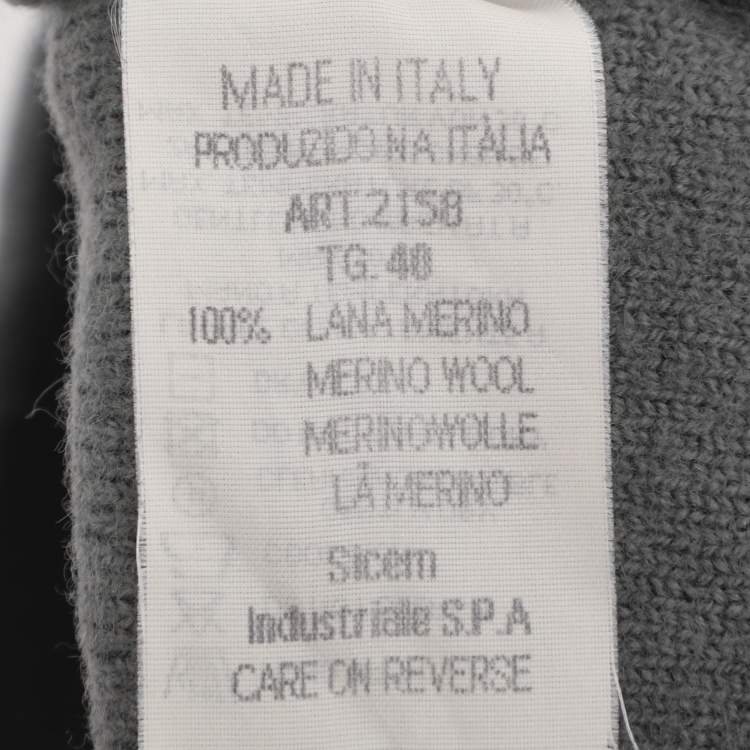 MADE IN ITALY
PRODUZIDO NA ITÀLIA
ART.2158
TG. 40
100% LANA MERINO
MERINO WOOL
MERINOWOLLE
LÃ MERINO
Sicem
Industriale S.P.A
CARE ON REVERSE